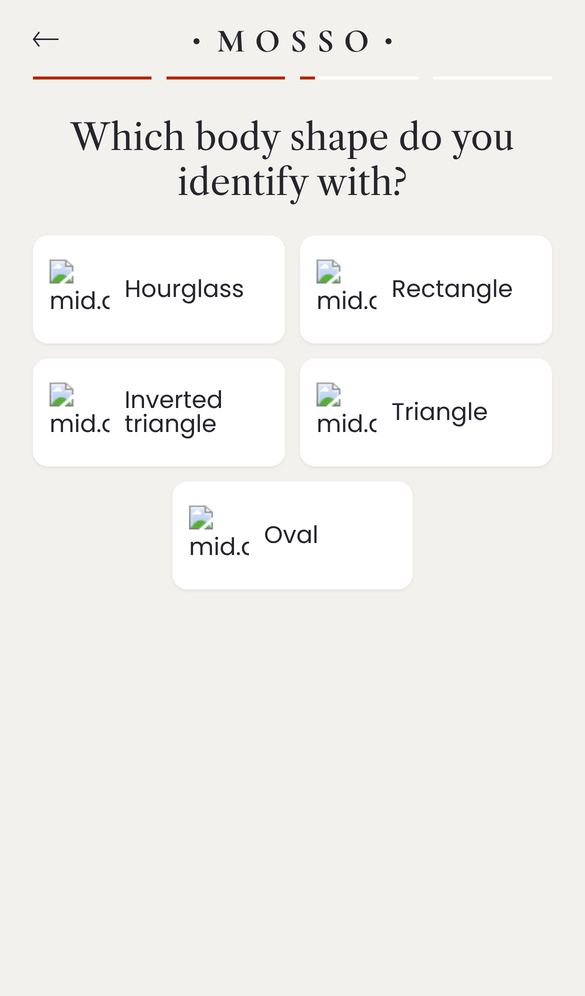 · MOSSO ·
Which body shape do you
identify with?
mid.c
Hourglass
mid.c
Rectangle
mid.c
Inverted
triangle
mid.c
Triangle
mid.c
Oval